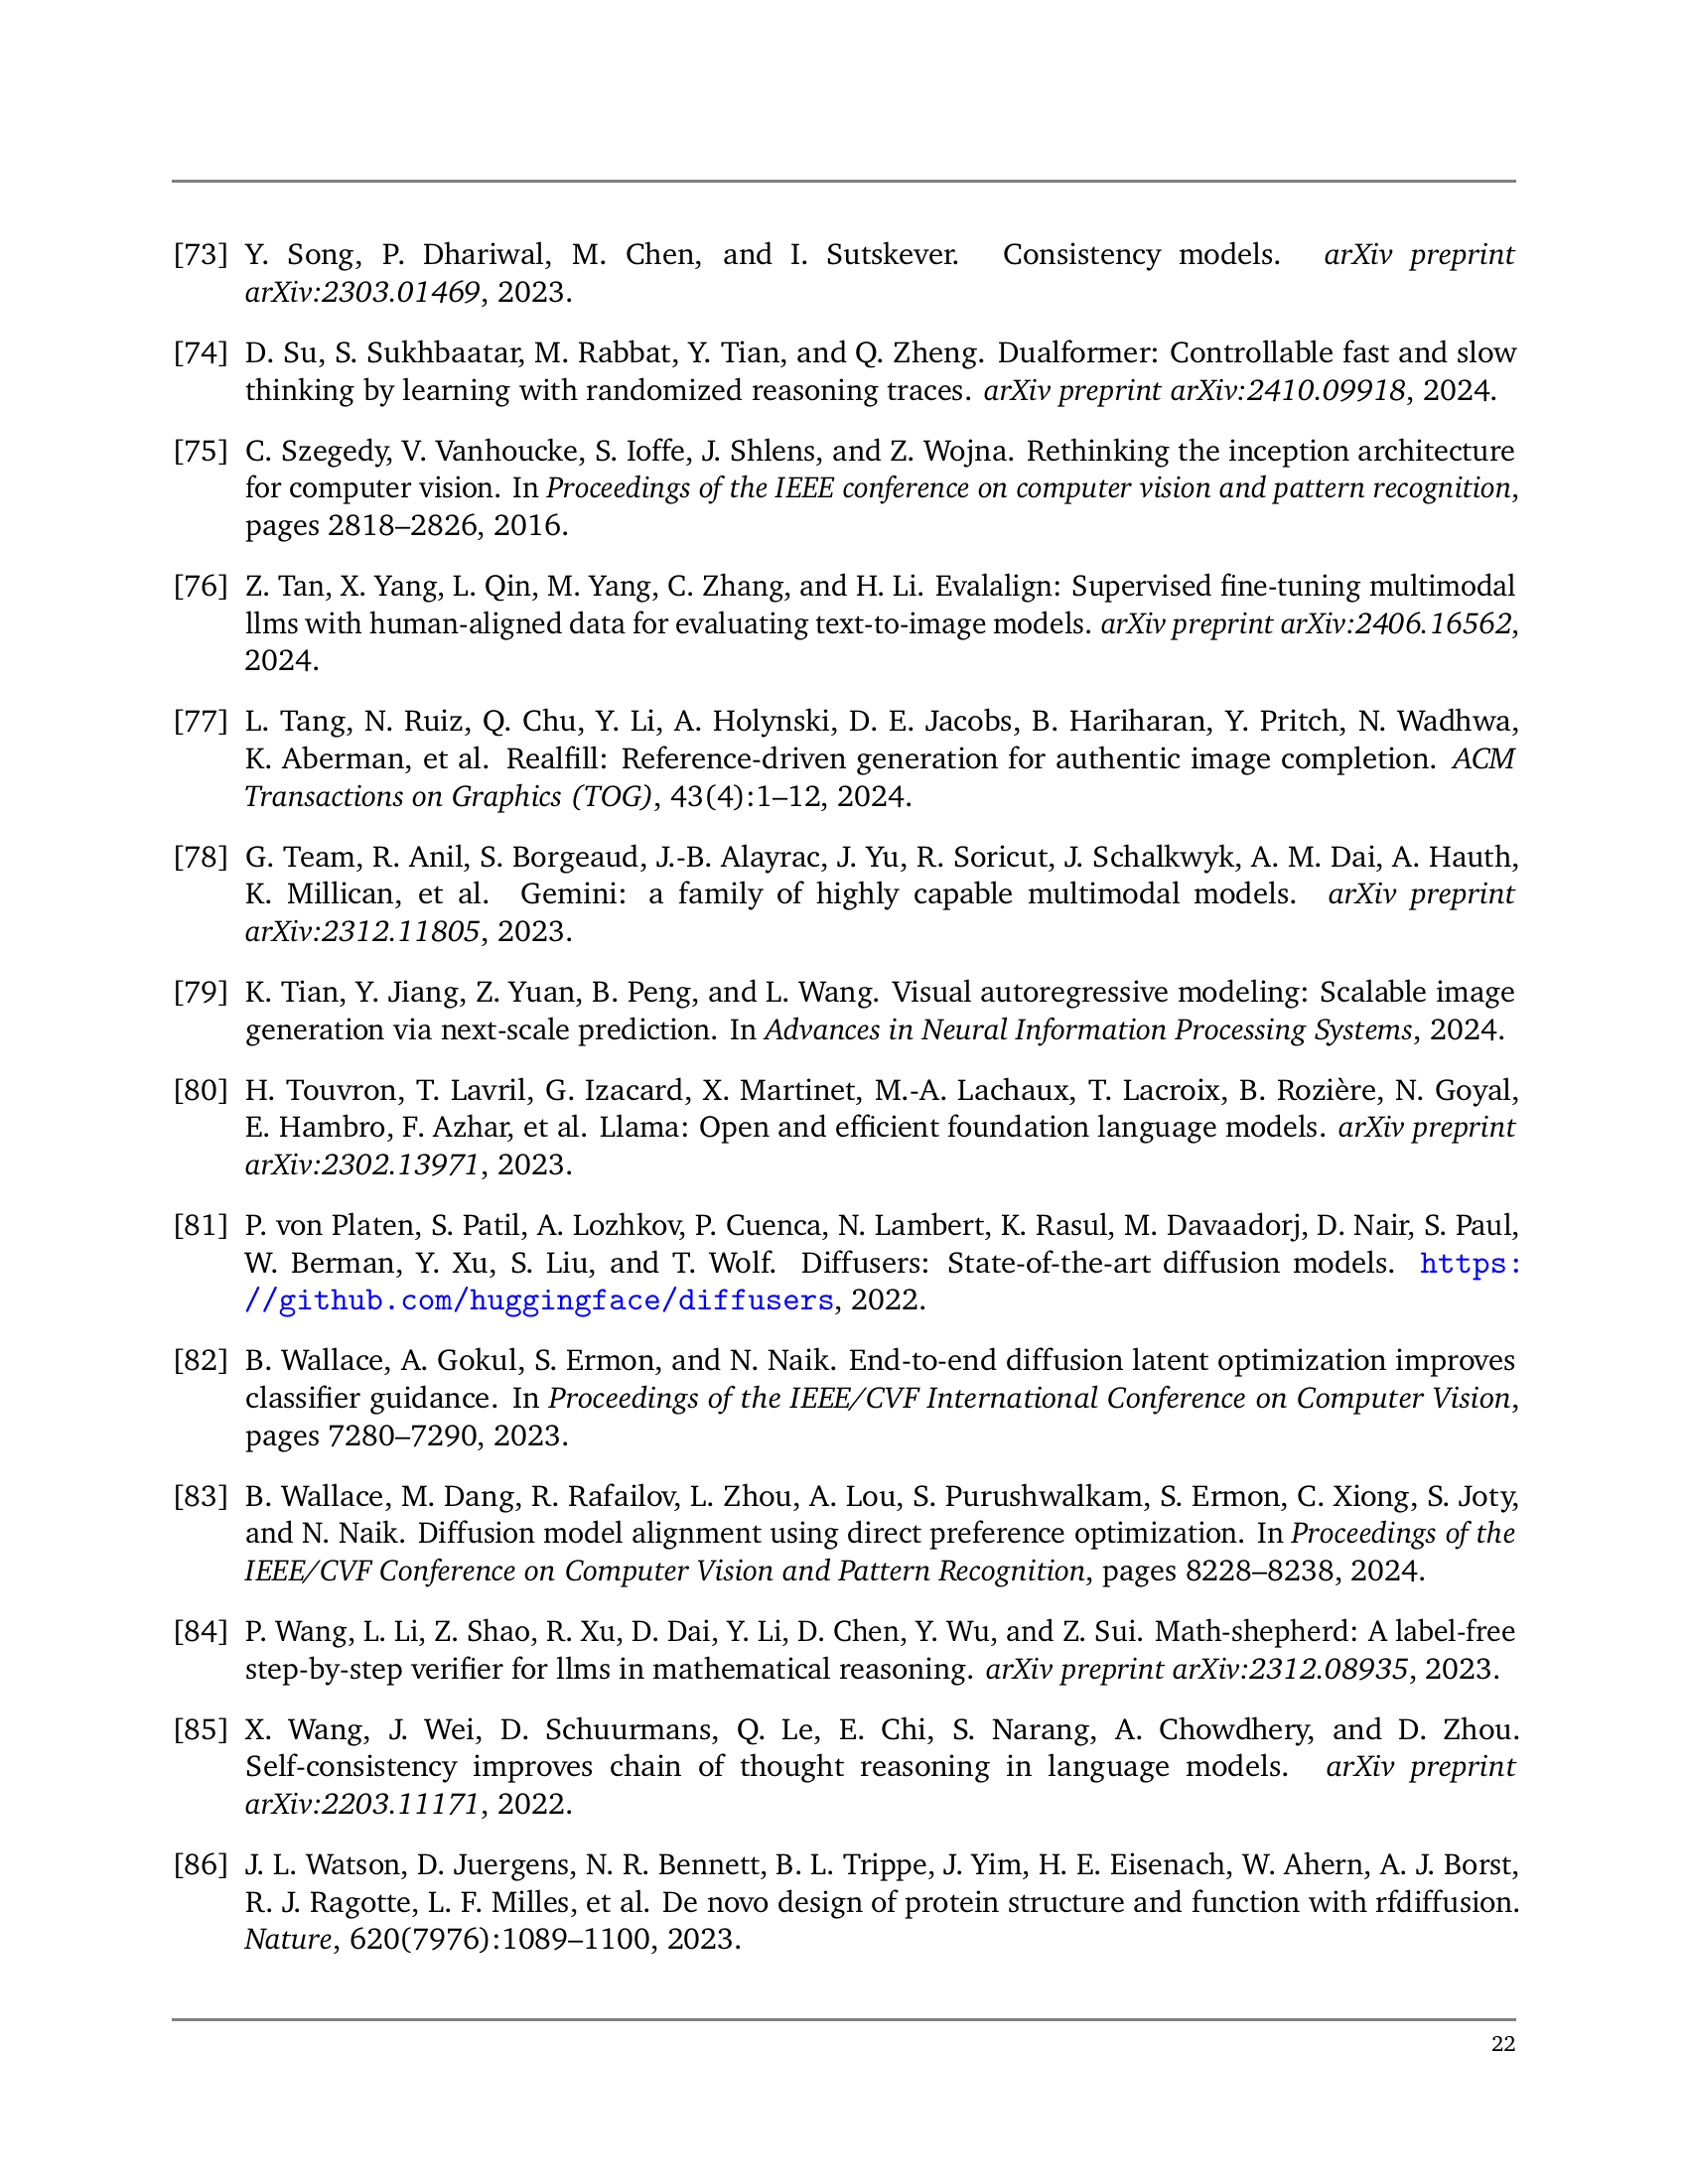 [73] Y. Song, P. Dhariwal, M. Chen, and I. Sutskever. Consistency models. arXiv preprint
arXiv:2303.01469, 2023.
[74] D. Su, S. Sukhbaatar, M. Rabbat, Y. Tian, and Q. Zheng. Dualformer: Controllable fast and slow
thinking by learning with randomized reasoning traces. arXiv preprint arXiv:2410.09918, 2024.
[75] C. Szegedy, V. Vanhoucke, S. Ioffe, J. Shlens, and Z. Wojna. Rethinking the inception architecture
for computer vision. In Proceedings of the IEEE conference on computer vision and pattern recognition,
pages 2818–2826, 2016.
[76] Z. Tan, X. Yang, L. Qin, M. Yang, C. Zhang, and H. Li. Evalalign: Supervised fine-tuning multimodal
llms with human-aligned data for evaluating text-to-image models. arXiv preprint arXiv:2406.16562,
2024.
[77] L. Tang, N. Ruiz, Q. Chu, Y. Li, A. Holynski, D. E. Jacobs, B. Hariharan, Y. Pritch, N. Wadhwa,
K. Aberman, et al. Realfill: Reference-driven generation for authentic image completion. ACM
Transactions on Graphics (TOG), 43(4):1–12, 2024.
[78] G. Team, R. Anil, S. Borgeaud, J.-B. Alayrac, J. Yu, R. Soricut, J. Schalkwyk, A. M. Dai, A. Hauth,
K. Millican, et al. Gemini: a family of highly capable multimodal models. arXiv preprint
arXiv:2312.11805, 2023.
[79] K. Tian, Y. Jiang, Z. Yuan, B. Peng, and L. Wang. Visual autoregressive modeling: Scalable image
generation via next-scale prediction. In Advances in Neural Information Processing Systems, 2024.
[80] H. Touvron, T. Lavril, G. Izacard, X. Martinet, M.-A. Lachaux, T. Lacroix, B. Rozière, N. Goyal,
E. Hambro, F. Azhar, et al. Llama: Open and efficient foundation language models. arXiv preprint
arXiv:2302.13971, 2023.
[81] P. von Platen, S. Patil, A. Lozhkov, P. Cuenca, N. Lambert, K. Rasul, M. Davaadorj, D. Nair, S. Paul,
W. Berman, Y. Xu, S. Liu, and T. Wolf. Diffusers: State-of-the-art diffusion models. https:
//github.com/huggingface/diffusers, 2022.
[82] B. Wallace, A. Gokul, S. Ermon, and N. Naik. End-to-end diffusion latent optimization improves
classifier guidance. In Proceedings of the IEEE/CVF International Conference on Computer Vision,
pages 7280–7290, 2023.
[83] B. Wallace, M. Dang, R. Rafailov, L. Zhou, A. Lou, S. Purushwalkam, S. Ermon, C. Xiong, S. Joty,
and N. Naik. Diffusion model alignment using direct preference optimization. In Proceedings of the
IEEE/CVF Conference on Computer Vision and Pattern Recognition, pages 8228–8238, 2024.
[84] P. Wang, L. Li, Z. Shao, R. Xu, D. Dai, Y. Li, D. Chen, Y. Wu, and Z. Sui. Math-shepherd: A label-free
step-by-step verifier for llms in mathematical reasoning. arXiv preprint arXiv:2312.08935, 2023.
[85] X. Wang, J. Wei, D. Schuurmans, Q. Le, E. Chi, S. Narang, A. Chowdhery, and D. Zhou.
Self-consistency improves chain of thought reasoning in language models. arXiv preprint
arXiv:2203.11171, 2022.
[86] J. L. Watson, D. Juergens, N. R. Bennett, B. L. Trippe, J. Yim, H. E. Eisenach, W. Ahern, A. J. Borst,
R. J. Ragotte, L. F. Milles, et al. De novo design of protein structure and function with rfdiffusion.
Nature, 620(7976):1089–1100, 2023.
22